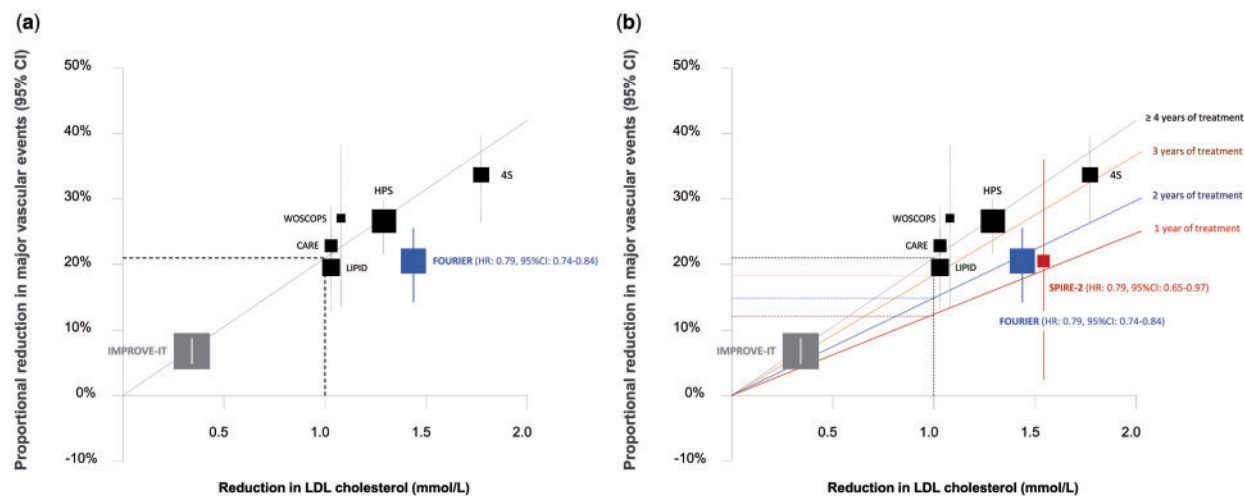 (a)
Proportional reduction in major vascular events (95% CI)
50%
40%
30%
20%
10%
0%
-10%
WOSCOPS
HPS
4S
CARE
LIPID
FOURIER (HR: 0.79, 95%CI: 0.74-0.84)
IMPROVE-IT
0.5
1.0
1.5
2.0
Reduction in LDL cholesterol (mmol/L)
(b)
Proportional reduction in major vascular events (95% CI)
50%
40%
30%
20%
10%
0%
-10%
≥ 4 years of treatment
3 years of treatment
2 years of treatment
1 year of treatment
HPS
4S
WOSCOPS
CARE
LIPID
SPIRE-2 (HR: 0.79, 95%CI: 0.65-0.97)
FOURIER (HR: 0.79, 95%CI: 0.74-0.84)
IMPROVE-IT
0.5
1.0
1.5
2.0
Reduction in LDL cholesterol (mmol/L)